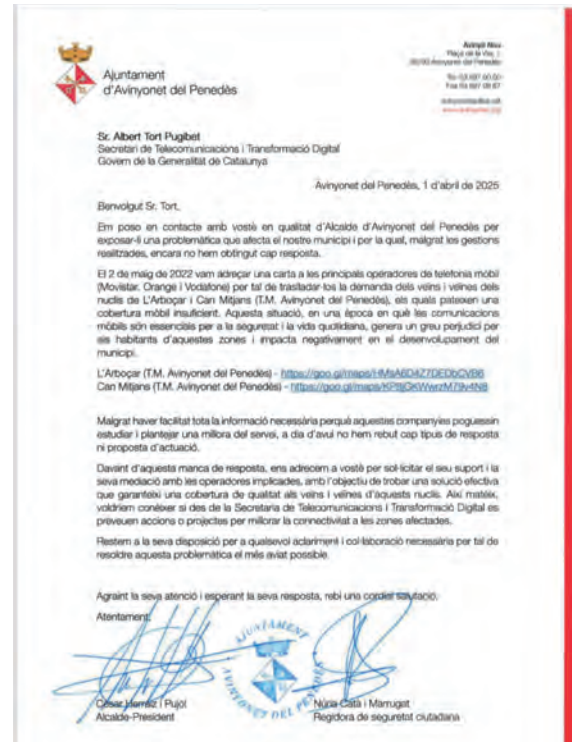 Ajuntament
d'Avinyonet del Penedès
Avinyó Nou
Plaça de la Vila, 1
Avinyonet del Penedès
Sr. Albert Tort Pugibet
Secretari de Telecomunicacions i Transformació Digital
Govern de la Generalitat de Catalunya
Avinyonet del Penedès, 1 d'abril de 2025
Benvolgut Sr. Tort,
Em poso en contacte amb vostè en qualitat d'Alcalde d'Avinyonet del Penedès per
exposar-li una problemàtica que afecta el nostre municipi i per la qual, malgrat les gestions
realitzades, encara no hem obtingut cap resposta.
El 2 de maig de 2022 vam adreçar una carta a les principals operadores de telefonia mòbil
(Movistar, Orange i Vodafone) per tal de traslladar-los la demanda dels veïns i veïnes dels
nuclis de L'Arboçar i Can Mitjans (T.M. Avinyonet del Penedès), els quals pateixen una
cobertura mòbil insuficient. Aquesta situació, en una època en què les comunicacions
mòbils són essencials per a la seguretat i la vida quotidiana, genera un greu perjudici per
als habitants d'aquestes zones i impacta negativament en el desenvolupament del
municipi.
L'Arboçar (T.M. Avinyonet del Penedès) -
Can Mitjans (T.M. Avinyonet del Penedès) -
Malgrat haver facilitat tota la informació necessària perquè aquestes companyies poguessin
estudiar i plantejar una millora del servei, a dia d'avui no hem rebut cap tipus de resposta
ni proposta d'actuació.
Davant d'aquesta manca de resposta, ens adrecem a vostè per sol·licitar el seu suport i la
seva mediació amb les operadores implicades, amb l'objectiu de trobar una solució efectiva
que garanteixi una cobertura de qualitat als veïns i veïnes d'aquests nuclis. Així mateix,
voldríem conèixer si des de la Secretaria de Telecomunicacions i Transformació Digital es
preveuen accions o projectes per millorar la connectivitat a les zones afectades.
Restem a la seva disposició per a qualsevol aclariment i col·laboració necessària per tal de
resoldre aquesta problemàtica el més aviat possible.
Agraint la seva atenció i esperant la seva resposta, rebi una cordial salutació,
Atentament,
AJUNTAMENT
AVINYONET DEL PENEDÈS
i Pujol
Alcalde-President
Núria Catà i Marrugat
Regidora de seguretat ciutadana